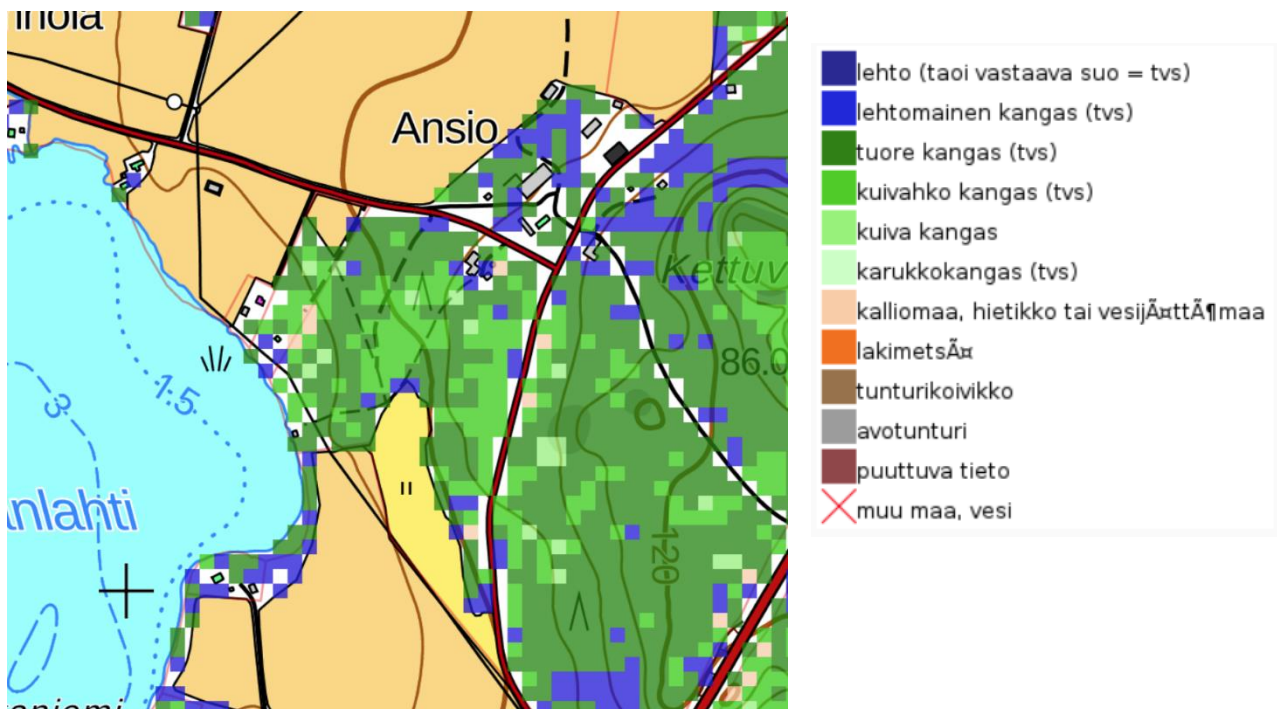 Ansio
Kettuv
86.0
1.5
3
120
anlahti
lehto (taoi vastaava suo = tvs)
lehtomainen kangas (tvs)
tuore kangas (tvs)
kuivahko kangas (tvs)
kuiva kangas
karukkokangas (tvs)
kalliomaa, hietikko tai vesijÃ¤ttÃ¶maa
lakimetsÃ¤
tunturikoivikko
avotunturi
puuttuva tieto
muu maa, vesi